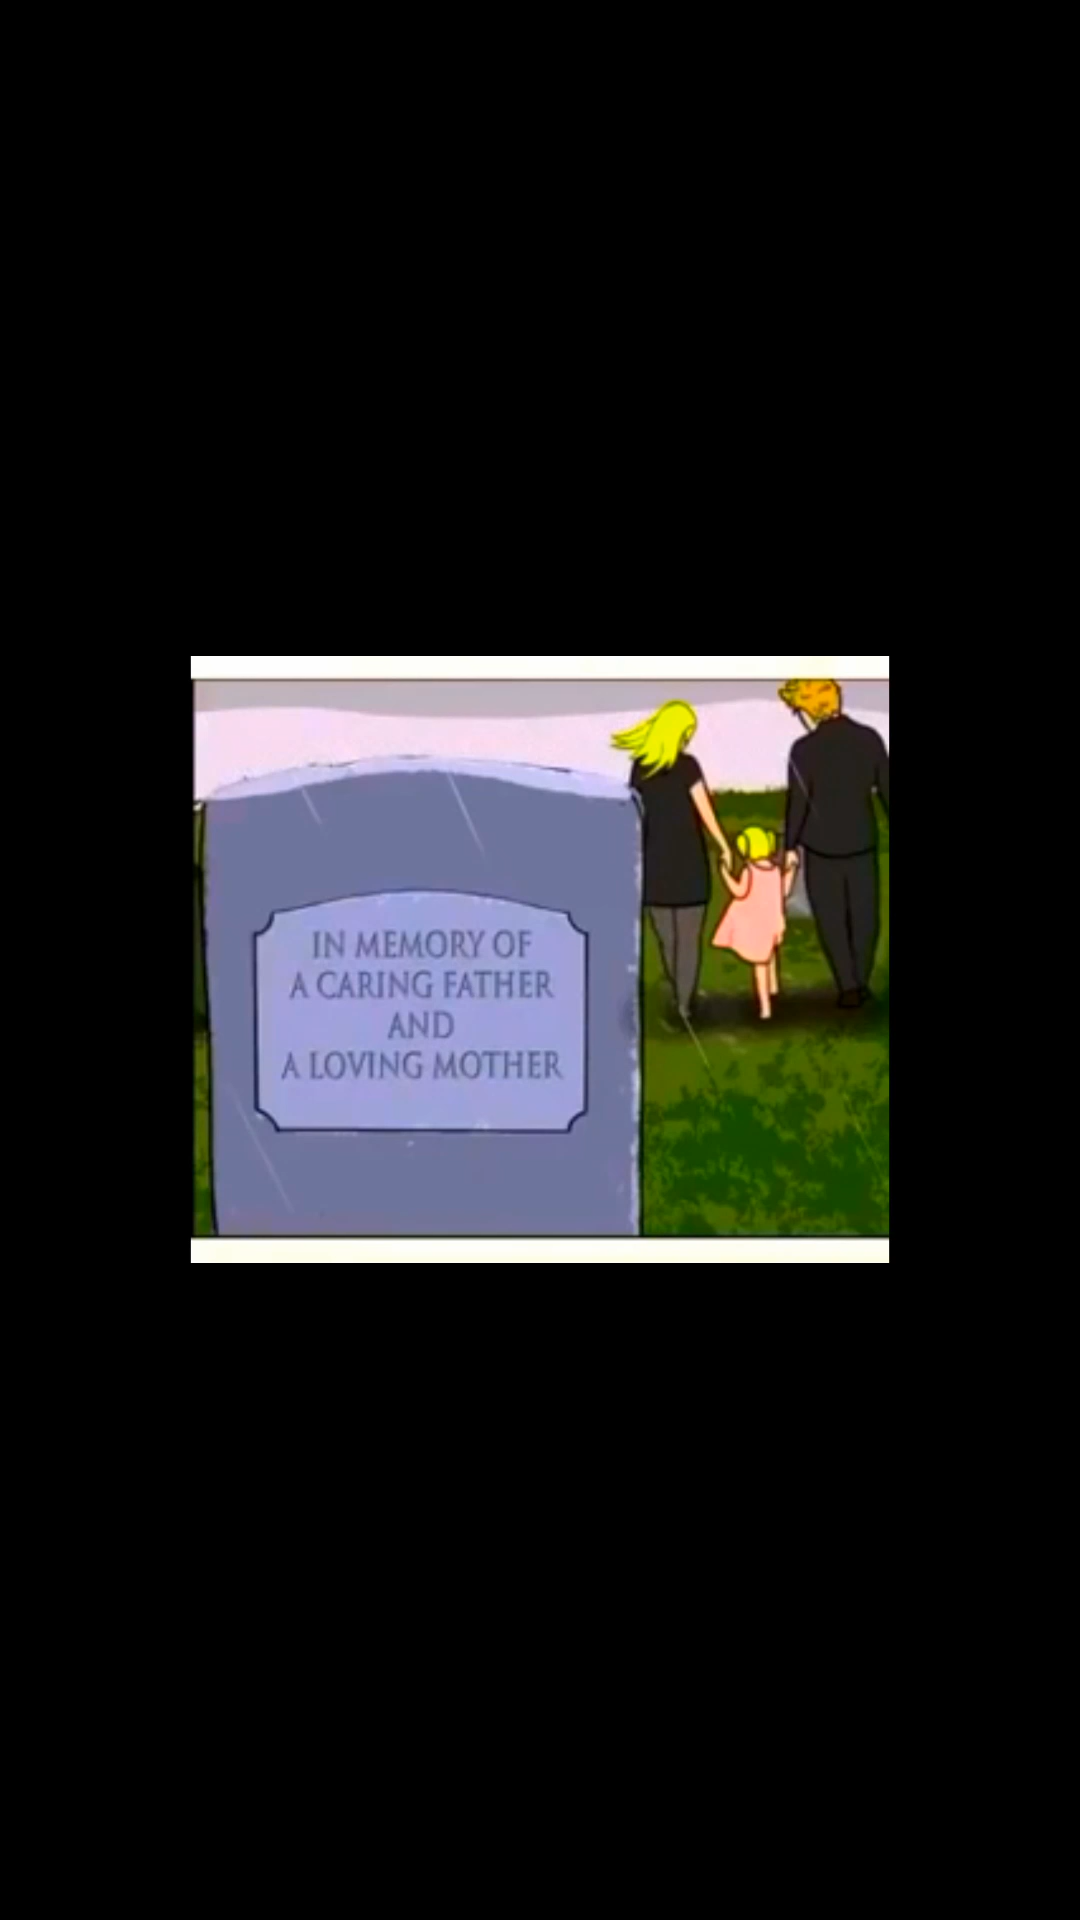 IN MEMORY OF
A CARING FATHER
AND
A LOVING MOTHER